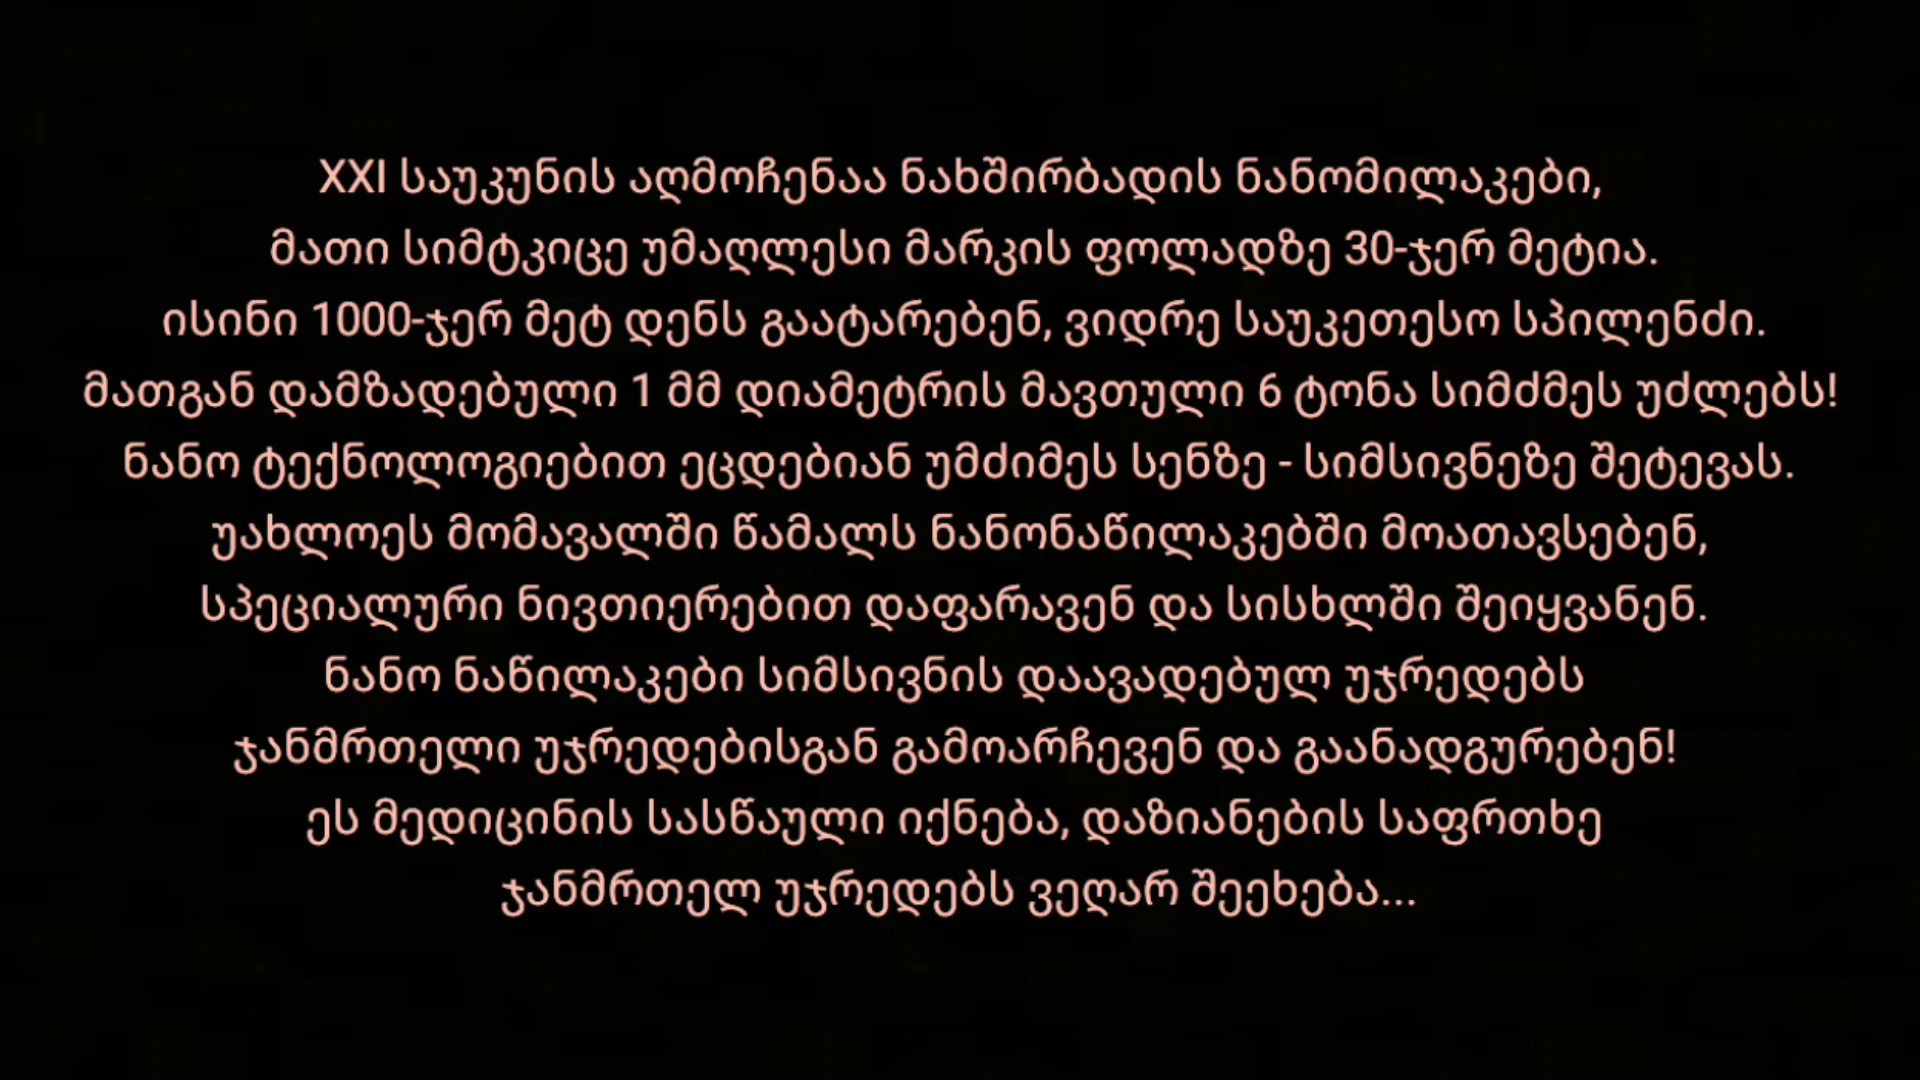 XXI საუკუნის აღმოჩენაა ნახშირბადის ნანომილაკები,
მათი სიმტკიცე უმაღლესი მარკის ფოლადზე 30-ჯერ მეტია.
ისინი 1000-ჯერ მეტ დენს გაატარებენ, ვიდრე საუკეთესო სპილენძი.
მათგან დამზადებული 1 მმ დიამეტრის მავთული 6 ტონა სიმძმეს უძლებს!
ნანო ტექნოლოგიებით ეცდებიან უმძიმეს სენზე - სიმსივნეზე შეტევას.
უახლოეს მომავალში წამალს ნანონაწილაკებში მოათავსებენ,
სპეციალური ნივთიერებით დაფარავენ და სისხლში შეიყვანენ.
ნანო ნაწილაკები სიმსივნის დაავადებულ უჯრედებს
ჯანმრთელი უჯრედებისგან გამოარჩევენ და გაანადგურებენ!
ეს მედიცინის სასწაული იქნება, დაზიანების საფრთხე
ჯანმრთელ უჯრედებს ვეღარ შეეხება...